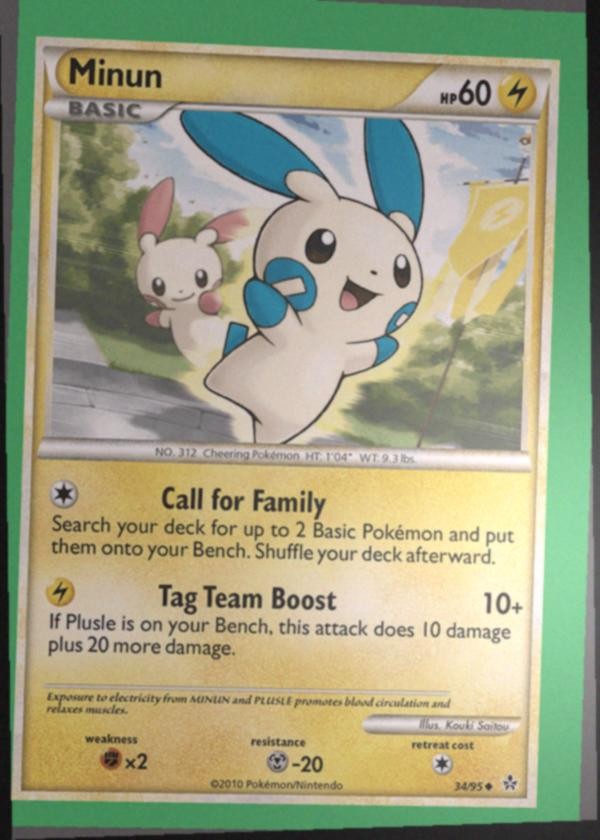 Minun
HP60
BASIC
NO. 312 Cheering Pokémon HT: 1'04" WT: 9.3 lbs.
Call for Family
Search your deck for up to 2 Basic Pokémon and put
them onto your Bench. Shuffle your deck afterward.
Tag Team Boost 10+
If Plusle is on your Bench, this attack does 10 damage
plus 20 more damage.
Exposure to electricity from MINUN and PLUSLE promotes blood circulation and
relaxes muscles.
Illus. Kouki Saitou
weakness resistance retreat cost
×2 -20
©2010 Pokémon/Nintendo 34/95